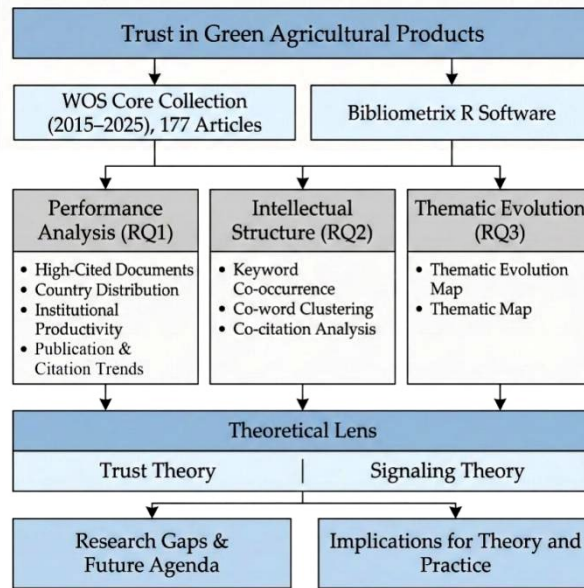 Trust in Green Agricultural Products
WOS Core Collection
(2015–2025), 177 Articles
Bibliometrix R Software
Performance
Analysis (RQ1)
• High-Cited Documents
• Country Distribution
• Institutional
Productivity
• Publication &
Citation Trends
Intellectual
Structure (RQ2)
• Keyword
Co-occurrence
• Co-word Clustering
• Co-citation Analysis
Thematic Evolution
(RQ3)
• Thematic Evolution
Map
• Thematic Map
Theoretical Lens
Trust Theory | Signaling Theory
Research Gaps &
Future Agenda
Implications for Theory and
Practice